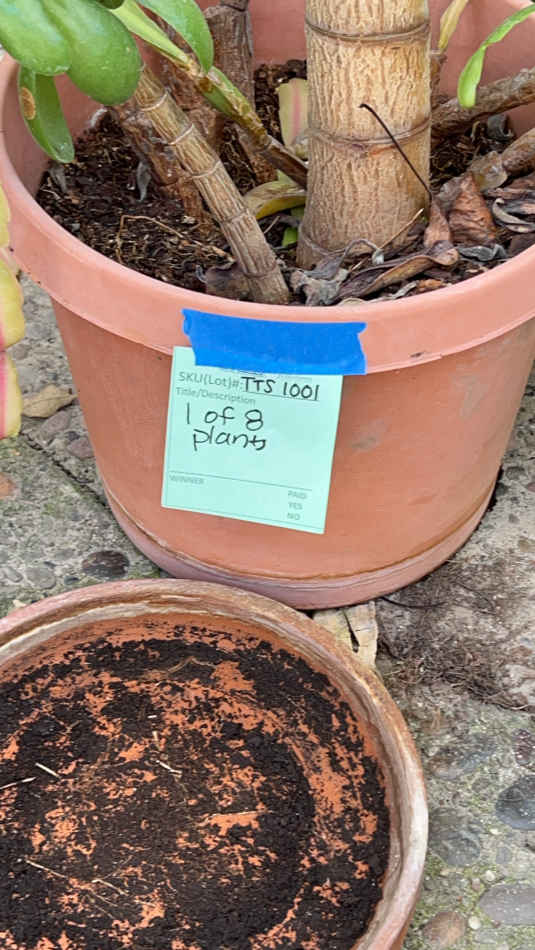 SKU(Lot)#: TTS 1001
Title/Description
1 of 8
plants
WINNER
PAID
YES
NO